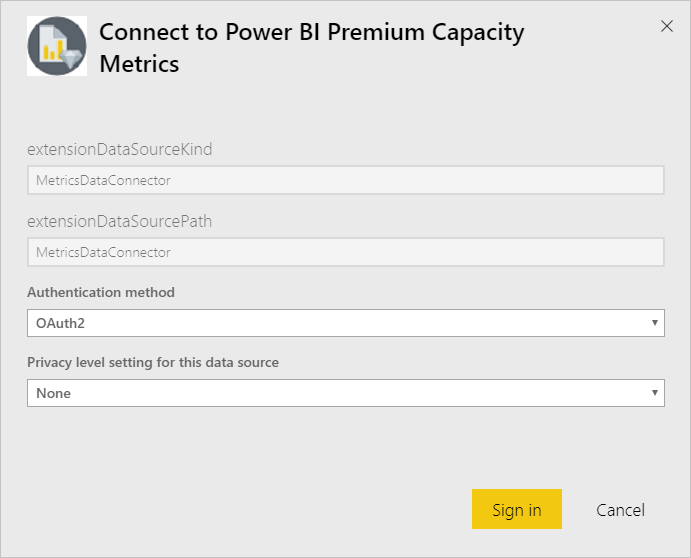 Connect to Power BI Premium Capacity
Metrics
extensionDataSourceKind
MetricsDataConnector
extensionDataSourcePath
MetricsDataConnector
Authentication method
OAuth2
Privacy level setting for this data source
None
Sign in Cancel